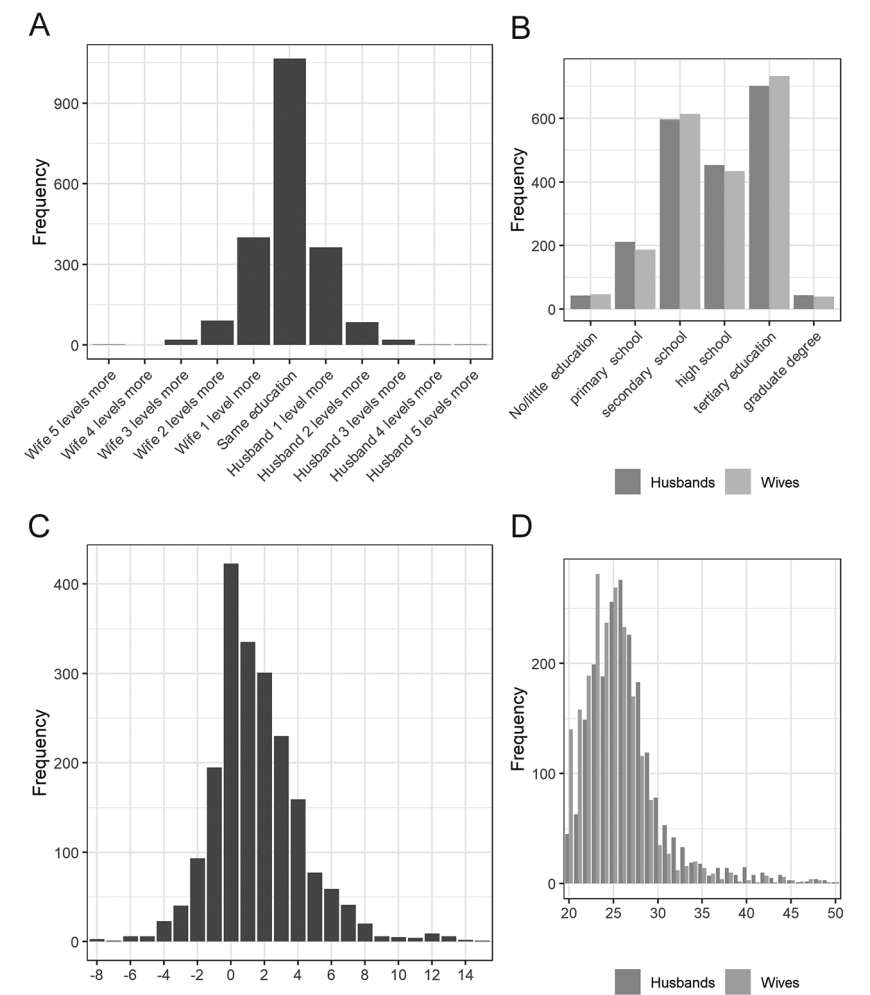 A
Frequency
900
600
300
0
Wife 5 levels more
Wife 4 levels more
Wife 3 levels more
Wife 2 levels more
Wife 1 level more
Same education
Husband 1 level more
Husband 2 levels more
Husband 3 levels more
Husband 4 levels more
Husband 5 levels more
B
Frequency
600
400
200
0
No/little education
primary school
secondary school
high school
tertiary education
graduate degree
Husbands Wives
C
Frequency
400
300
200
100
0
-8 -6 -4 -2 0 2 4 6 8 10 12 14
D
Frequency
200
100
0
20 25 30 35 40 45 50
Husbands Wives